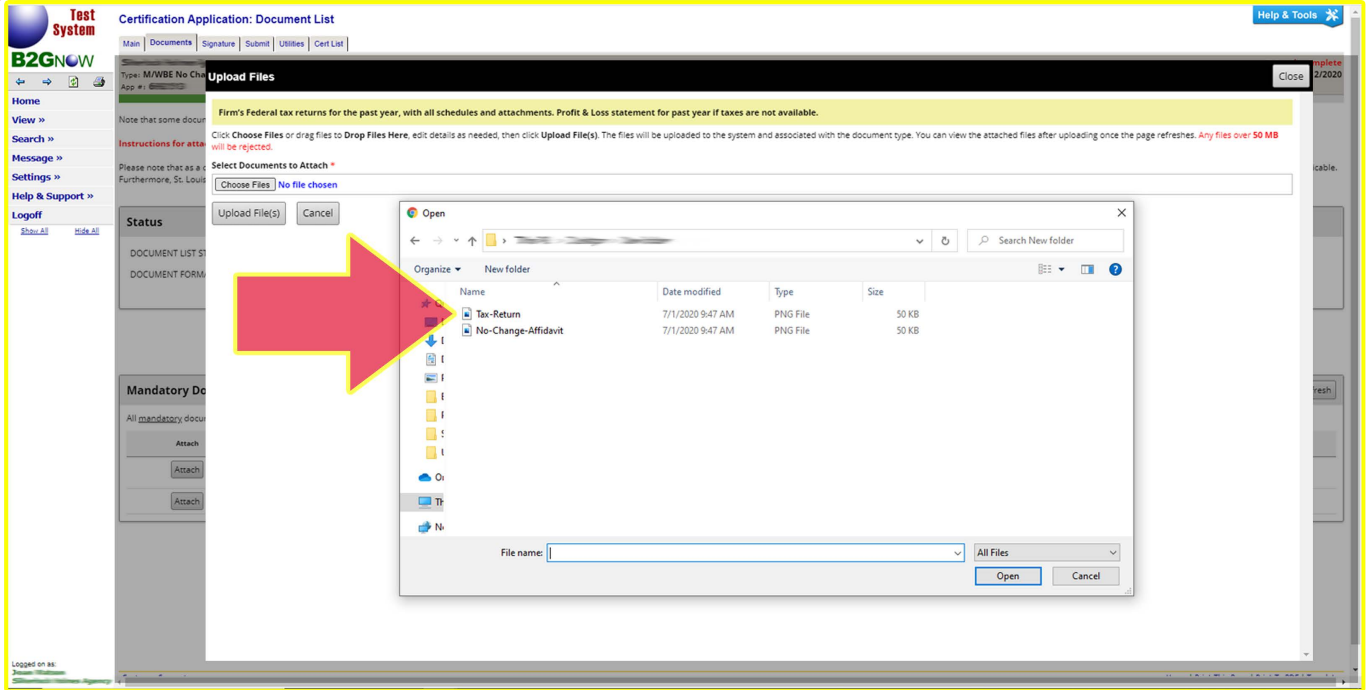 Test
System
B2GNOW
Home
View »
Search »
Message »
Settings »
Help & Support »
Logoff
Show All Hide All
Logged on as:
Certification Application: Document List
Help & Tools
Main Documents Signature Submit Utilities Cert List
Type: M/WBE No Cha
App #:
mplete
2/2020
Note that some docum
Instructions for atta
Please note that as a c
icable.
Furthermore, St. Louis
Status
DOCUMENT LIST ST
DOCUMENT FORMA
Mandatory Do
resh
All mandatory docum
Attach
Attach
Attach
Upload Files
Close
Firm's Federal tax returns for the past year, with all schedules and attachments. Profit & Loss statement for past year if taxes are not available.
Click Choose Files or drag files to Drop Files Here, edit details as needed, then click Upload File(s). The files will be uploaded to the system and associated with the document type. You can view the attached files after uploading once the page refreshes. Any files over 50 MB
will be rejected.
Select Documents to Attach *
Choose Files No file chosen
Upload File(s) Cancel
Open
Search New folder
Organize New folder
Name Date modified Type Size
Tax-Return 7/1/2020 9:47 AM PNG File 50 KB
No-Change-Affidavit 7/1/2020 9:47 AM PNG File 50 KB
File name: All Files
Open Cancel